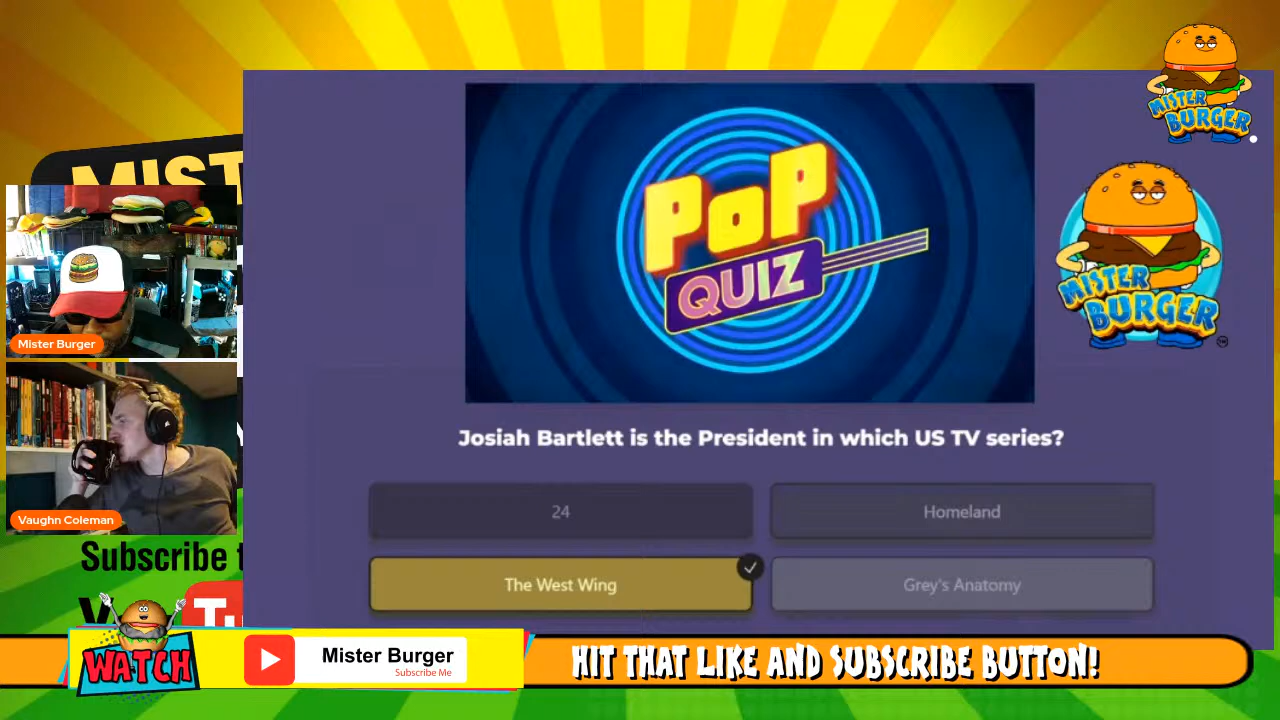 MISTER
BURGER
MIST
PoP
QUIZ
MISTER
BURGER
TM
Mister Burger
Josiah Bartlett is the President in which US TV series?
24
Homeland
Vaughn Coleman
Subscribe t
The West Wing
Grey's Anatomy
WATCH
Mister Burger
Subscribe Me
HIT THAT LIKE AND SUBSCRIBE BUTTON!